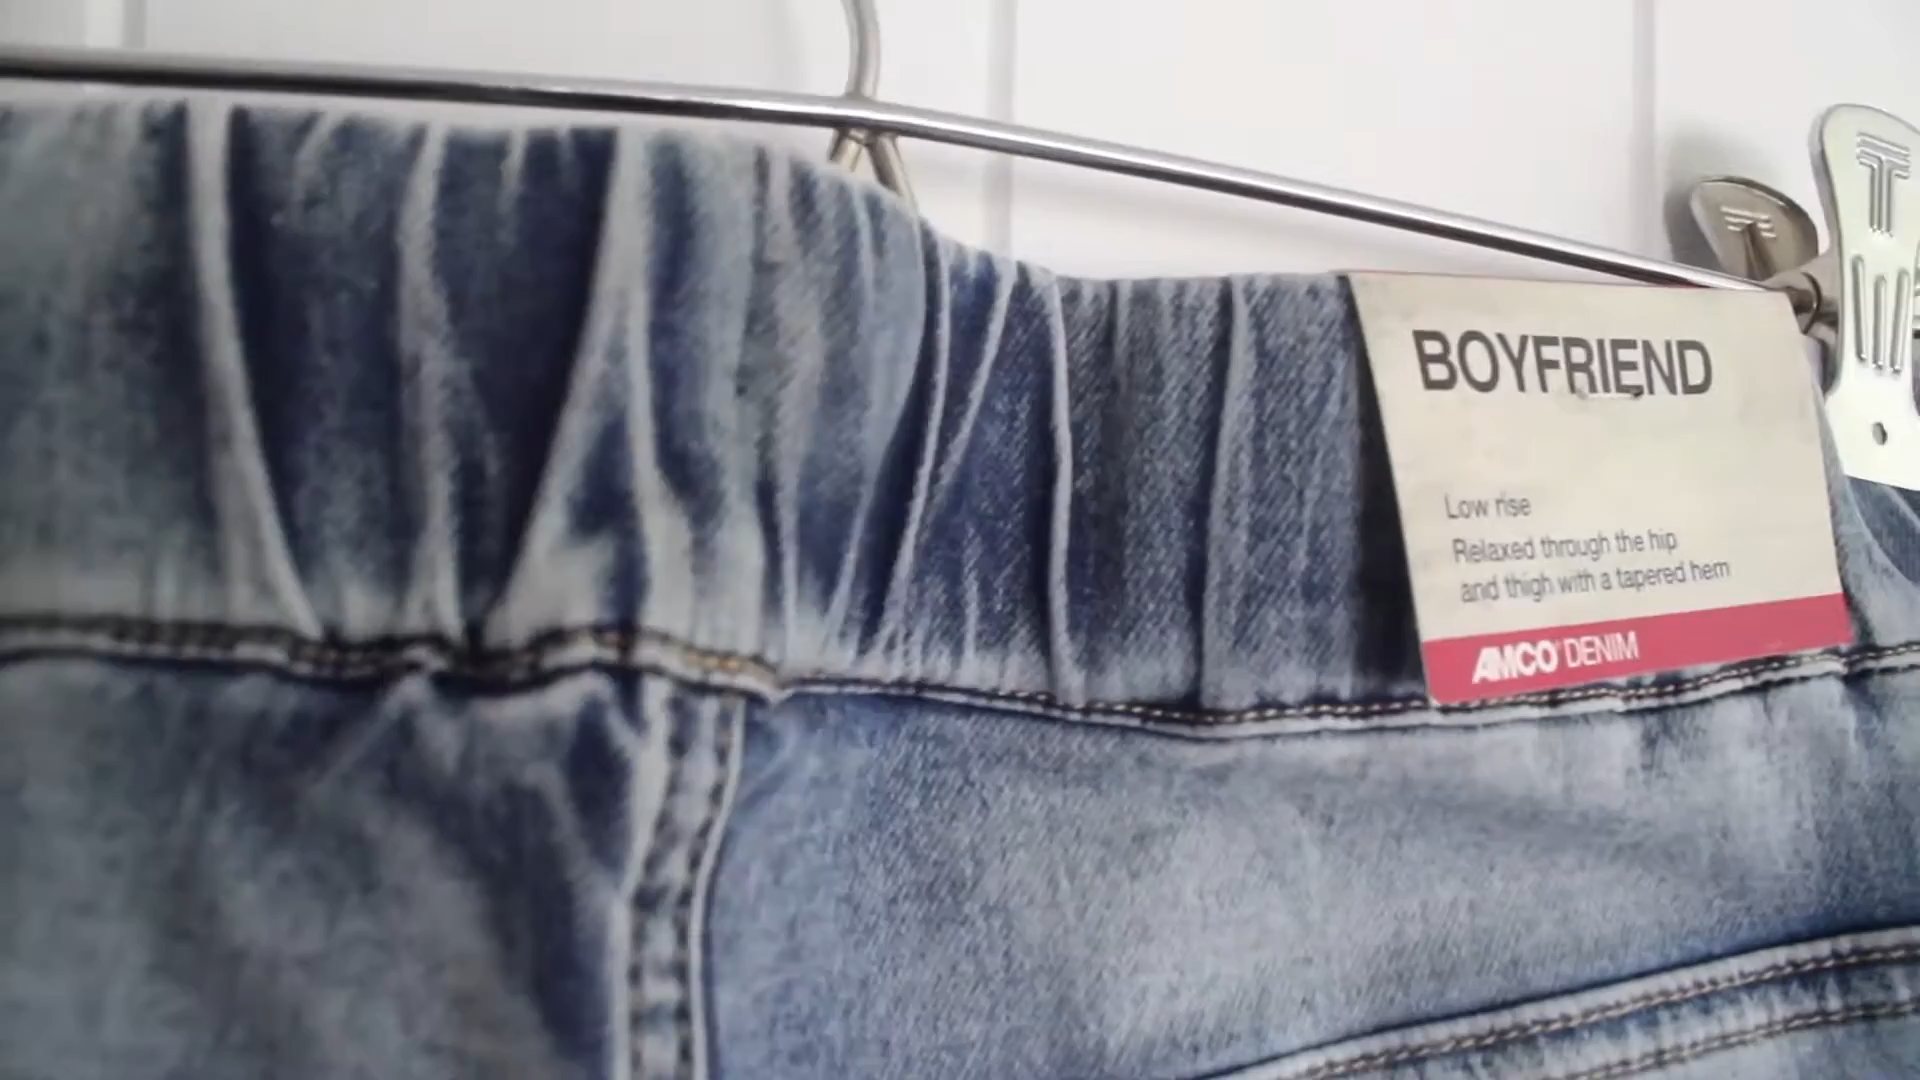 BOYFRIEND
Low rise
Relaxed through the hip
and thigh with a tapered hem
AMCO DENIM
T
T